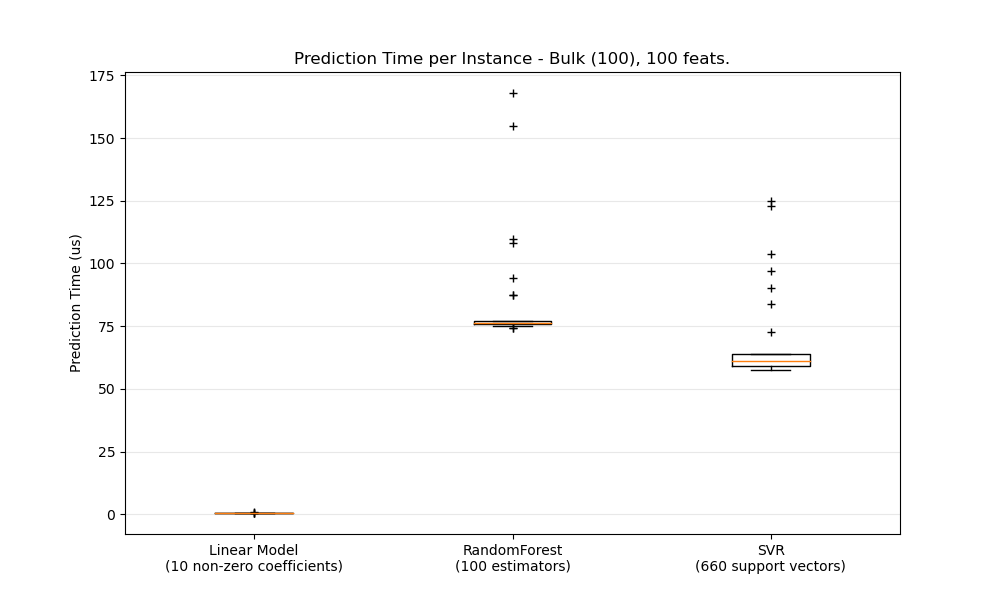 Prediction Time per Instance - Bulk (100), 100 feats.
Prediction Time (us)
175
150
125
100
75
50
25
0
Linear Model
(10 non-zero coefficients)
RandomForest
(100 estimators)
SVR
(660 support vectors)